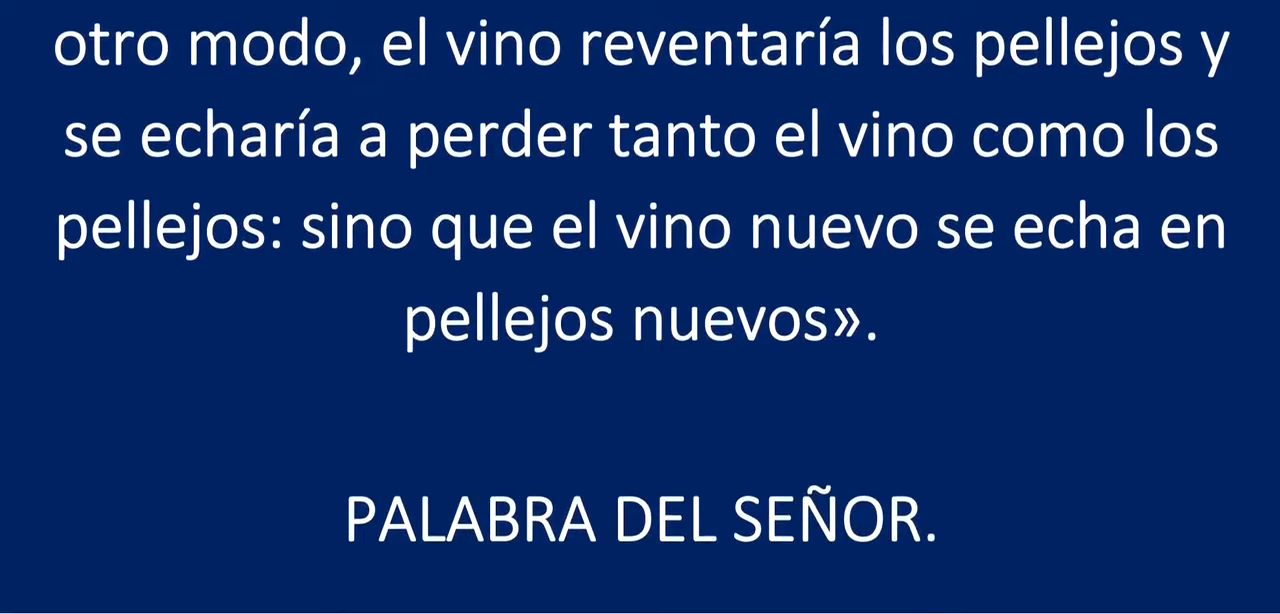 otro modo, el vino reventaría los pellejos y
se echaría a perder tanto el vino como los
pellejos: sino que el vino nuevo se echa en
pellejos nuevos».
PALABRA DEL SEÑOR.